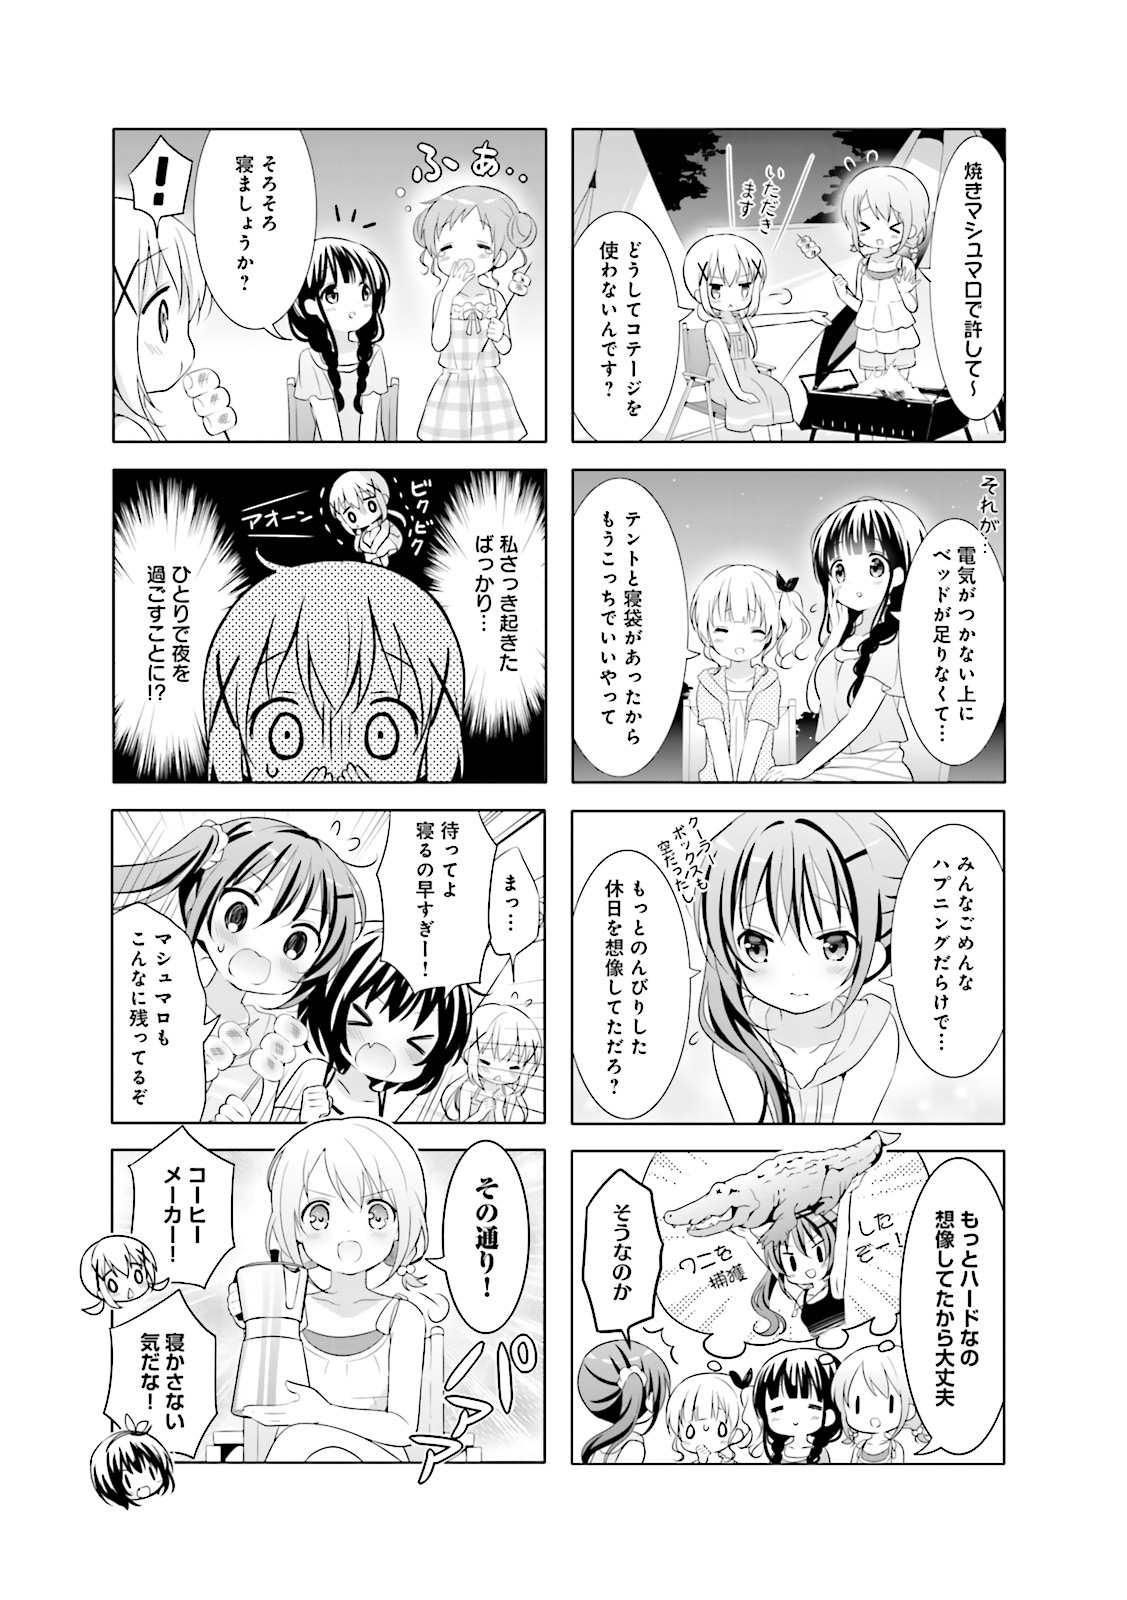 焼きマシュマロで許して〜
いただき
ます
どうしてコテージを
使わないんです?
それが…
電気がつかない上に
ベッドが足りなくて…
テントと寝袋があったから
もうこっちでいいやって
みんなごめんな
ハプニングだらけで…
クーラー
ボックスも
空だったし
もっとのんびりした
休日を想像してただろ?
もっとハードなの
想像してたから大丈夫
した
ぞー!
ワニを
捕獲
そうなのか
ふぁ…
そろそろ
寝ましょうか?
!
ビクビク
アオーン
私さっき起きた
ばっかり…
ひとりで夜を
過ごすことに!?
まっ…
待ってよ
寝るの早すぎー!
マシュマロも
こんなに残ってるぞ
その通り!
パァァ
コーヒー
メーカー!
寝かさない
気だな!